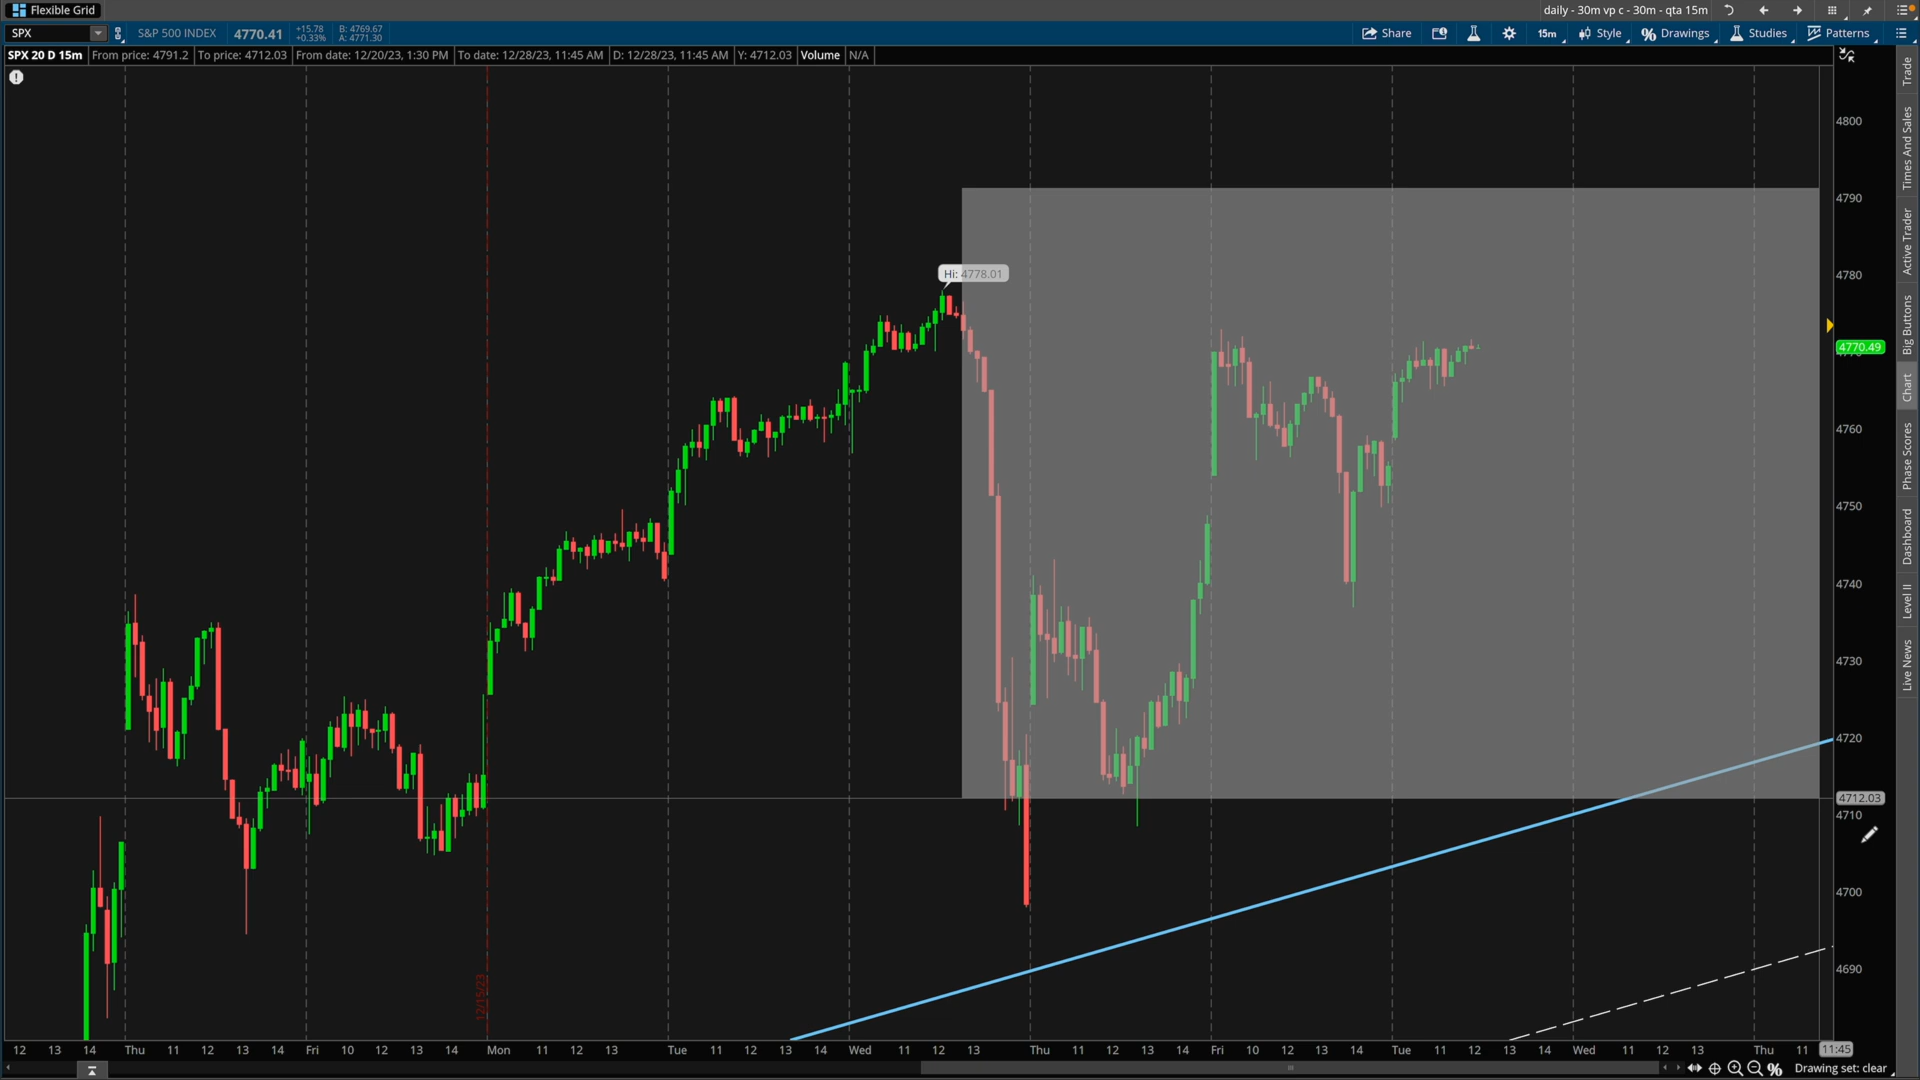 Flexible Grid
daily - 30m vp c - 30m - qta 15m
SPX
S&P 500 INDEX
4770.41
+15.78
+0.33%
B: 4769.67
A: 4771.30
Share
15m
Style
Drawings
Studies
Patterns
SPX 20 D 15m From price: 4791.2 To price: 4712.03 From date: 12/20/23, 1:30 PM To date: 12/28/23, 11:45 AM D: 12/28/23, 11:45 AM Y: 4712.03 Volume N/A
Hi: 4778.01
4800
4790
4780
4770.49
4760
4750
4740
4730
4720
4712.03
4710
4700
4690
12/15/23
12 13 14 Thu 11 12 13 14 Fri 10 12 13 14 Mon 11 12 13 Tue 11 12 13 14 Wed 11 12 13 Thu 11 12 13 14 Fri 10 12 13 14 Tue 11 12 13 14 Wed 11 12 13 Thu 11 11:45
Drawing set: clear
Trade
Times And Sales
Active Trader
Big Buttons
Chart
Phase Scores
Dashboard
Level II
Live News